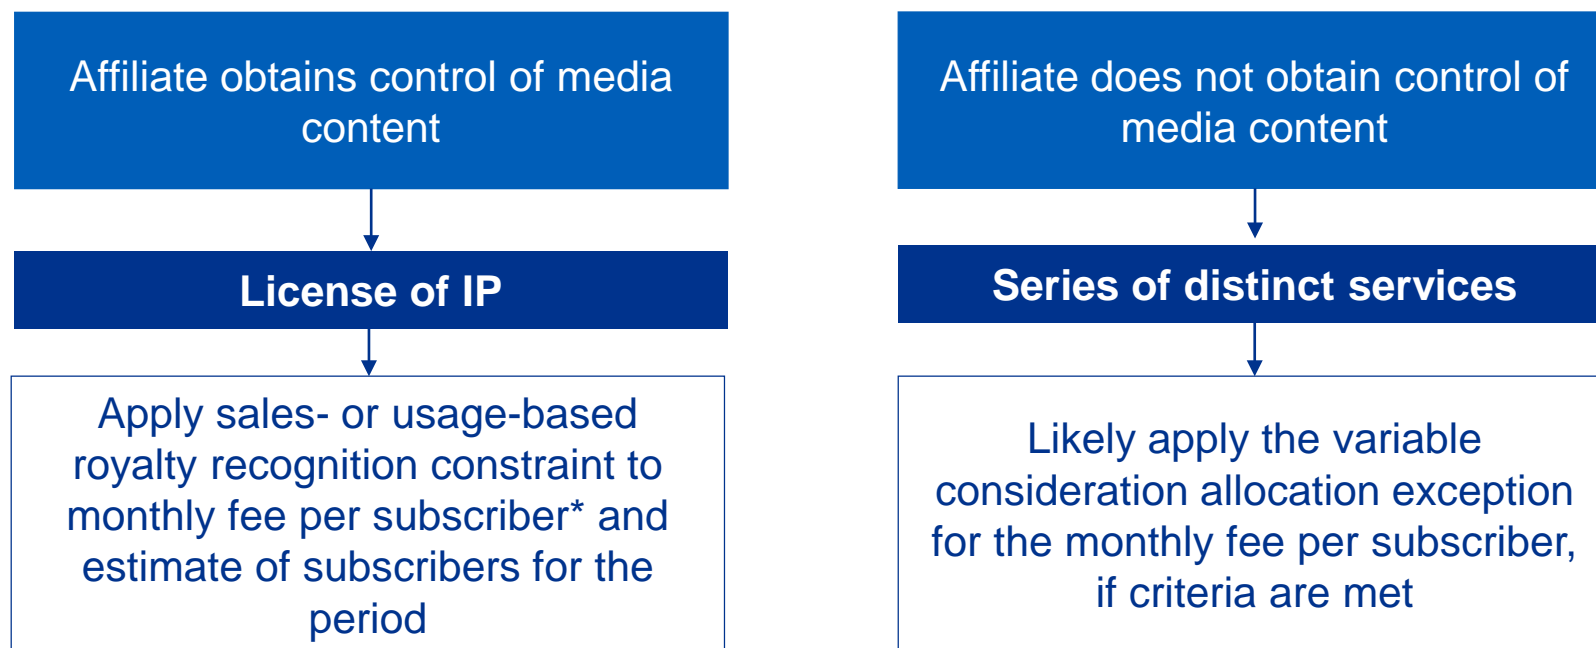 Affiliate obtains control of media
content
License of IP
Apply sales- or usage-based
royalty recognition constraint to
monthly fee per subscriber* and
estimate of subscribers for the
period
Affiliate does not obtain control of
media content
Series of distinct services
Likely apply the variable
consideration allocation exception
for the monthly fee per subscriber,
if criteria are met